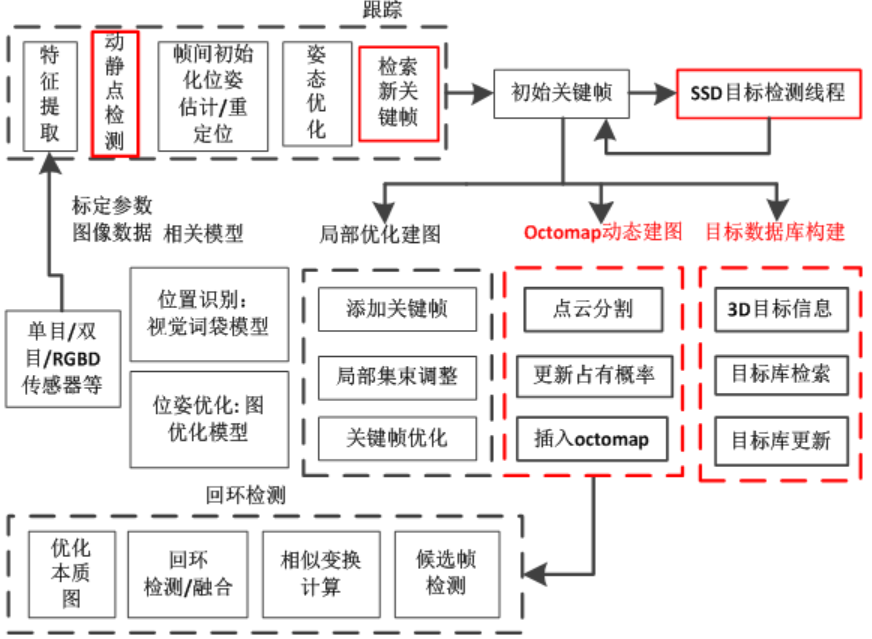 跟踪
特
征
提
取
动
静
点
检
测
帧间初始
化位姿
估计/重
定位
姿
态
优
化
检索
新关
键帧
初始关键帧
SSD目标检测线程
标定参数
图像数据
相关模型
局部优化建图
Octomap动态建图
目标数据库构建
单目/双
目/RGBD
传感器等
位置识别：
视觉词袋模型
位姿优化: 图
优化模型
添加关键帧
局部集束调整
关键帧优化
点云分割
更新占有概率
插入octomap
3D目标信息
目标库检索
目标库更新
回环检测
优化
本质
图
回环
检测/融合
相似变换
计算
候选帧
检测